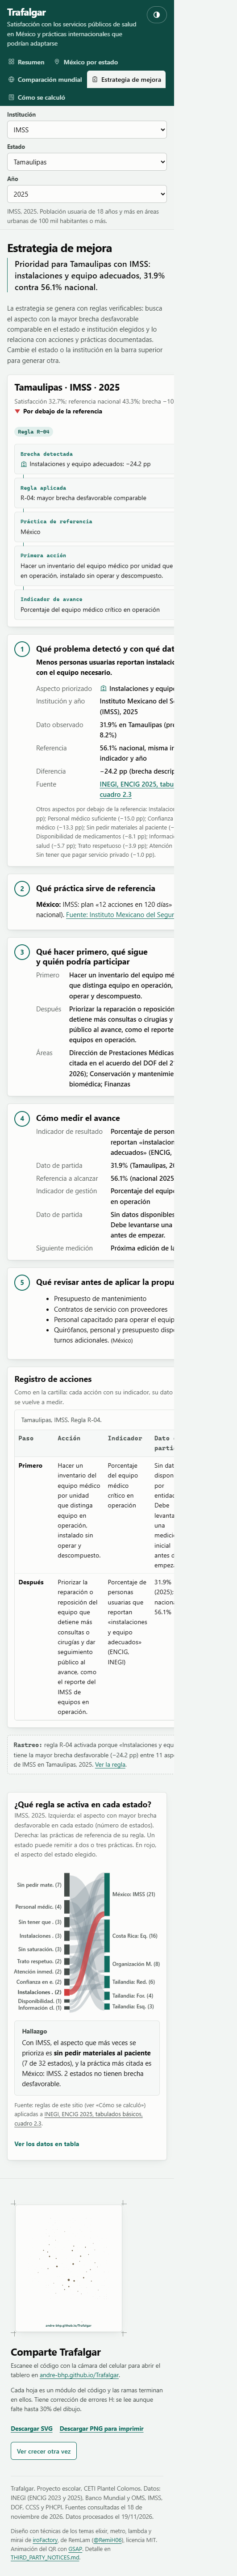 Trafalgar
Satisfacción con los servicios públicos de salud
en México y prácticas internacionales que
podrían adaptarse
Resumen
México por estado
Comparación mundial
Estrategia de mejora
Cómo se calculó
Institución
IMSS
Estado
Tamaulipas
Año
2025
IMSS, 2025. Población usuaria de 18 años y más en áreas
urbanas de 100 mil habitantes o más.
Estrategia de mejora
Prioridad para Tamaulipas con IMSS:
instalaciones y equipo adecuados, 31.9%
contra 56.1% nacional.
La estrategia se genera con reglas verificables: busca
el aspecto con la mayor brecha desfavorable
comparable en el estado e institución elegidos y lo
relaciona con acciones y prácticas documentadas.
Cambie el estado o la institución en la barra superior
para generar otra.
Tamaulipas · IMSS · 2025
Satisfacción 32.7%; referencia nacional 43.3%; brecha −10
Por debajo de la referencia
Regla R-04
Brecha detectada
Instalaciones y equipo adecuados: −24.2 pp
Regla aplicada
R-04: mayor brecha desfavorable comparable
Práctica de referencia
México
Primera acción
Hacer un inventario del equipo médico por unidad que
en operación, instalado sin operar y descompuesto.
Indicador de avance
Porcentaje del equipo médico crítico en operación
1
Qué problema detectó y con qué dat
Menos personas usuarias reportan instalacio
con el equipo necesario.
Aspecto priorizado
Instalaciones y equipo
Institución y año
Instituto Mexicano del Se
(IMSS), 2025
Dato observado
31.9% en Tamaulipas (pr
8.2%)
Referencia
56.1% nacional, misma in
indicador y año
Diferencia
−24.2 pp (brecha descrip
Fuente
INEGI, ENCIG 2025, tabu
cuadro 2.3
Otros aspectos por debajo de la referencia: instalacion
pp); Personal médico suficiente (−15.0 pp); Confianza
médico (−13.3 pp); Sin pedir materiales al paciente (−
Disponibilidad de medicamentos (−8.1 pp); Informació
salud (−5.7 pp); Trato respetuoso (−3.9 pp); Atención
Sin tener que pagar servicio privado (−1.0 pp).
2
Qué práctica sirve de referencia
México: IMSS: plan «12 acciones en 120 días»
nacional). Fuente: Instituto Mexicano del Segur
3
Qué hacer primero, qué sigue
y quién podría participar
Primero
Hacer un inventario del equipo mé
que distinga equipo en operación,
operar y descompuesto.
Después
Priorizar la reparación o reposición
detiene más consultas o cirugías y
público al avance, como el reporte
equipos en operación.
Áreas
Dirección de Prestaciones Médicas
citada en el acuerdo del DOF del 2
2026); Conservación y mantenimie
biomédica; Finanzas
4
Cómo medir el avance
Indicador de resultado
Porcentaje de person
reportan «instalacion
adecuados» (ENCIG,
Dato de partida
31.9% (Tamaulipas, 20
Referencia a alcanzar
56.1% (nacional 2025
Indicador de gestión
Porcentaje del equipo
en operación
Dato de partida
Sin datos disponibles
Debe levantarse una
antes de empezar.
Siguiente medición
Próxima edición de la
5
Qué revisar antes de aplicar la propu
Presupuesto de mantenimiento
Contratos de servicio con proveedores
Personal capacitado para operar el equip
Quirófanos, personal y presupuesto disp
turnos adicionales. (México)
Registro de acciones
Como en la cartilla: cada acción con su indicador, su dato
se vuelve a medir.
Tamaulipas. IMSS. Regla R-04.
Paso
Acción
Indicador
Primero
Hacer un
inventario del
equipo médico
por unidad
que distinga
equipo en
operación,
instalado sin
operar y
descompuesto.
Porcentaje
del equipo
médico
crítico en
operación
Sin dat
disponi
por
entidad
Debe
levanta
una
medici
inicial
antes d
empez
Después
Priorizar la
reparación o
reposición del
equipo que
detiene más
consultas o
cirugías y dar
seguimiento
público al
avance, como
el reporte del
IMSS de
equipos en
operación.
Porcentaje de
personas
usuarias que
reportan
«instalaciones
y equipo
adecuados»
(ENCIG,
INEGI)
31.9%
(2025);
nacional
56.1%
Rastreo: regla R-04 activada porque «Instalaciones y equip
tiene la mayor brecha desfavorable (−24.2 pp) entre 11 aspe
de IMSS en Tamaulipas, 2025. Ver la regla.
¿Qué regla se activa en cada estado?
IMSS, 2025. Izquierda: el aspecto con mayor brecha
desfavorable en cada estado (número de estados).
Derecha: las prácticas de referencia de su regla. Un
estado puede remitir a dos o tres prácticas. En rojo,
el aspecto del estado elegido.
Sin pedir mate. (7)
Personal médic. (4)
Sin tener que . (3)
Instalaciones . (3)
Sin saturación. (3)
Trato respetuo. (2)
Atención inmed. (2)
Confianza en e. (2)
Instalaciones . (2)
Disponibilidad. (1)
Información cl. (1)
México: IMSS (21)
Costa Rica: Eq. (16)
Organización M. (8)
Tailandia: Red. (6)
Tailandia: For. (4)
Tailandia: Esq. (3)
Hallazgo
Con IMSS, el aspecto que más veces se
prioriza es sin pedir materiales al paciente
(7 de 32 estados), y la práctica más citada es
México: IMSS. 2 estados no tienen brecha
desfavorable.
Fuente: reglas de este sitio (ver «Cómo se calculó»)
aplicadas a INEGI, ENCIG 2025, tabulados básicos,
cuadro 2.3.
Ver los datos en tabla
andre-bhp.github.io/Trafalgar
Comparte Trafalgar
Escanee el código con la cámara del celular para abrir el
tablero en andre-bhp.github.io/Trafalgar.
Cada hoja es un módulo del código y las ramas terminan
en ellos. Tiene corrección de errores H: se lee aunque
falte hasta 30% del dibujo.
Descargar SVG
Descargar PNG para imprimir
Ver crecer otra vez
Trafalgar. Proyecto escolar, CETI Plantel Colomos. Datos:
INEGI (ENCIG 2023 y 2025), Banco Mundial y OMS, IMSS,
DOF, CCSS y PHCPI. Fuentes consultadas el 18 de
noviembre de 2026. Datos procesados el 19/11/2026.
Diseño con técnicas de los temas elixir, metro, lambda y
mirai de iroFactory, de RemiLam (@RemiH06), licencia MIT.
Animación del QR con GSAP. Detalle en
THIRD_PARTY_NOTICES.md.